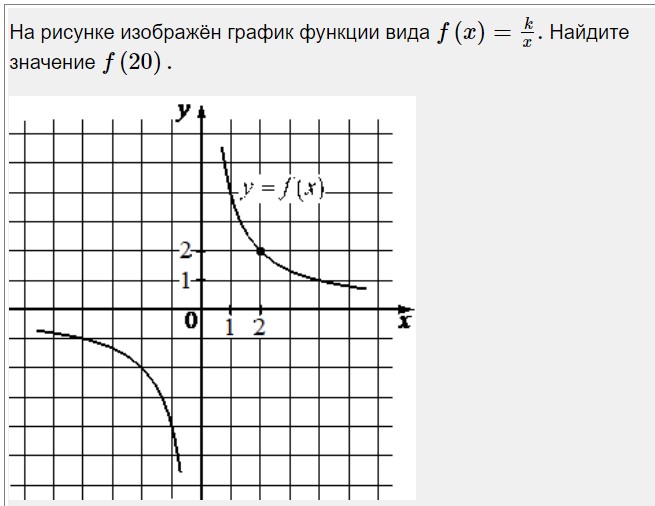 На рисунке изображён график функции вида f (x) = k/x. Найдите
значение f (20) .
y
y = f(x)
2
1
0 1 2 x